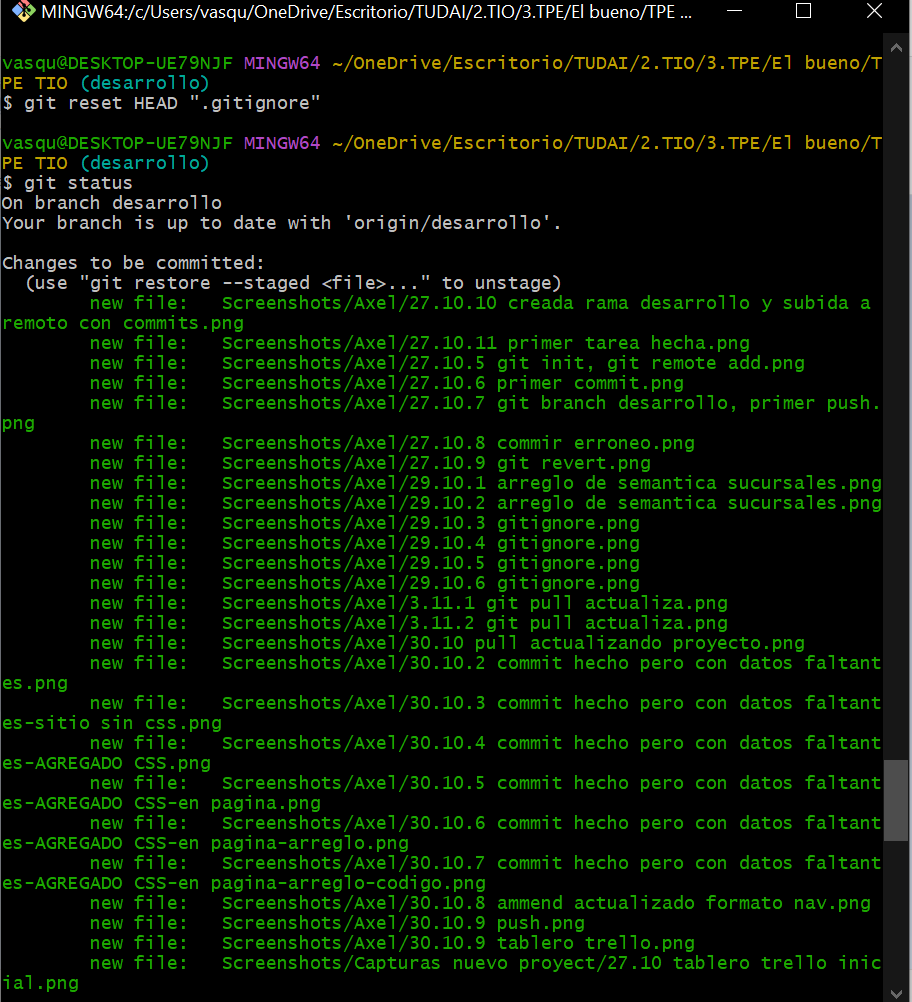 MINGW64:/c/Users/vasqu/OneDrive/Escritorio/TUDAI/2.TIO/3.TPE/El bueno/TPE ...
vasqu@DESKTOP-UE79NJF MINGW64 ~/OneDrive/Escritorio/TUDAI/2.TIO/3.TPE/El bueno/T
PE TIO (desarrollo)
$ git reset HEAD ".gitignore"
vasqu@DESKTOP-UE79NJF MINGW64 ~/OneDrive/Escritorio/TUDAI/2.TIO/3.TPE/El bueno/T
PE TIO (desarrollo)
$ git status
On branch desarrollo
Your branch is up to date with 'origin/desarrollo'.
Changes to be committed:
  (use "git restore --staged <file>..." to unstage)
        new file:   Screenshots/Axel/27.10.10 creada rama desarrollo y subida a
remoto con commits.png
        new file:   Screenshots/Axel/27.10.11 primer tarea hecha.png
        new file:   Screenshots/Axel/27.10.5 git init, git remote add.png
        new file:   Screenshots/Axel/27.10.6 primer commit.png
        new file:   Screenshots/Axel/27.10.7 git branch desarrollo, primer push.
png
        new file:   Screenshots/Axel/27.10.8 commir erroneo.png
        new file:   Screenshots/Axel/27.10.9 git revert.png
        new file:   Screenshots/Axel/29.10.1 arreglo de semantica sucursales.png
        new file:   Screenshots/Axel/29.10.2 arreglo de semantica sucursales.png
        new file:   Screenshots/Axel/29.10.3 gitignore.png
        new file:   Screenshots/Axel/29.10.4 gitignore.png
        new file:   Screenshots/Axel/29.10.5 gitignore.png
        new file:   Screenshots/Axel/29.10.6 gitignore.png
        new file:   Screenshots/Axel/3.11.1 git pull actualiza.png
        new file:   Screenshots/Axel/3.11.2 git pull actualiza.png
        new file:   Screenshots/Axel/30.10 pull actualizando proyecto.png
        new file:   Screenshots/Axel/30.10.2 commit hecho pero con datos faltant
es.png
        new file:   Screenshots/Axel/30.10.3 commit hecho pero con datos faltant
es-sitio sin css.png
        new file:   Screenshots/Axel/30.10.4 commit hecho pero con datos faltant
es-AGREGADO CSS.png
        new file:   Screenshots/Axel/30.10.5 commit hecho pero con datos faltant
es-AGREGADO CSS-en pagina.png
        new file:   Screenshots/Axel/30.10.6 commit hecho pero con datos faltant
es-AGREGADO CSS-en pagina-arreglo.png
        new file:   Screenshots/Axel/30.10.7 commit hecho pero con datos faltant
es-AGREGADO CSS-en pagina-arreglo-codigo.png
        new file:   Screenshots/Axel/30.10.8 ammend actualizado formato nav.png
        new file:   Screenshots/Axel/30.10.9 push.png
        new file:   Screenshots/Axel/30.10.9 tablero trello.png
        new file:   Screenshots/Capturas nuevo proyect/27.10 tablero trello inic
ial.png